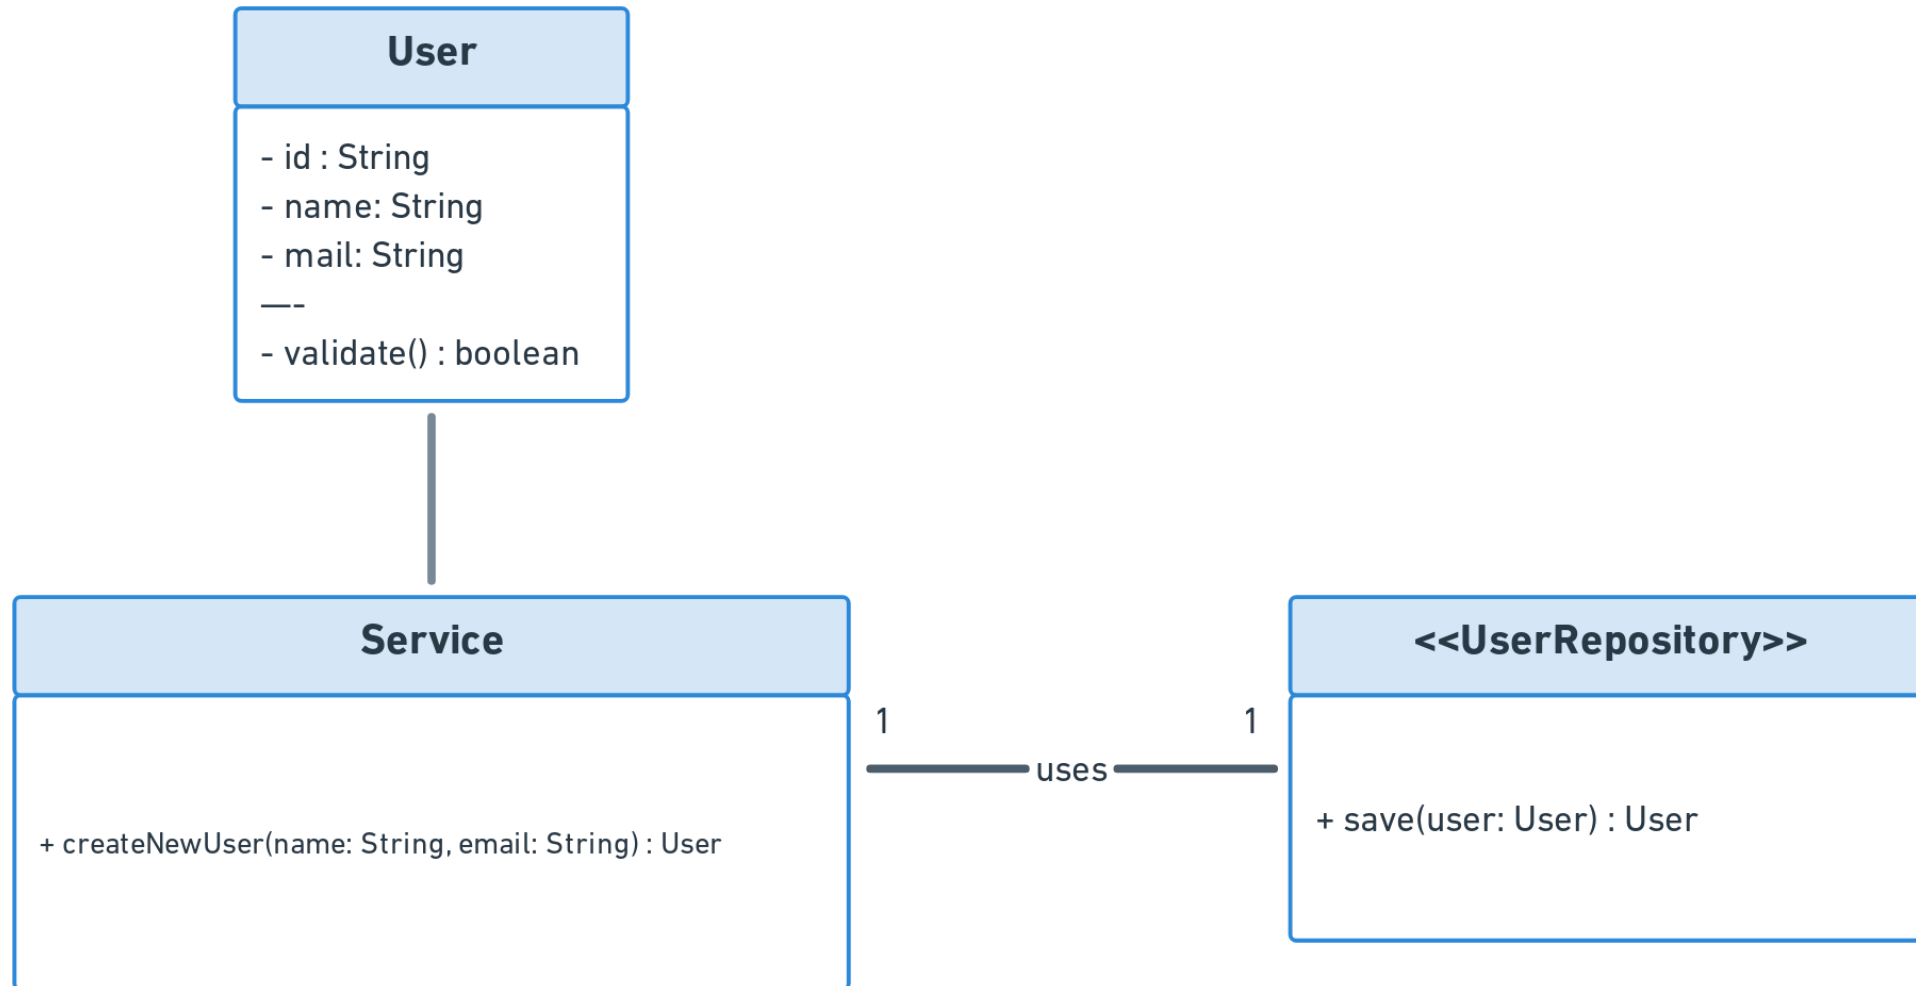 User
- id : String
- name: String
- mail: String
—-
- validate() : boolean
Service
+ createNewUser(name: String, email: String) : User
1
uses
1
<<UserRepository>>
+ save(user: User) : User